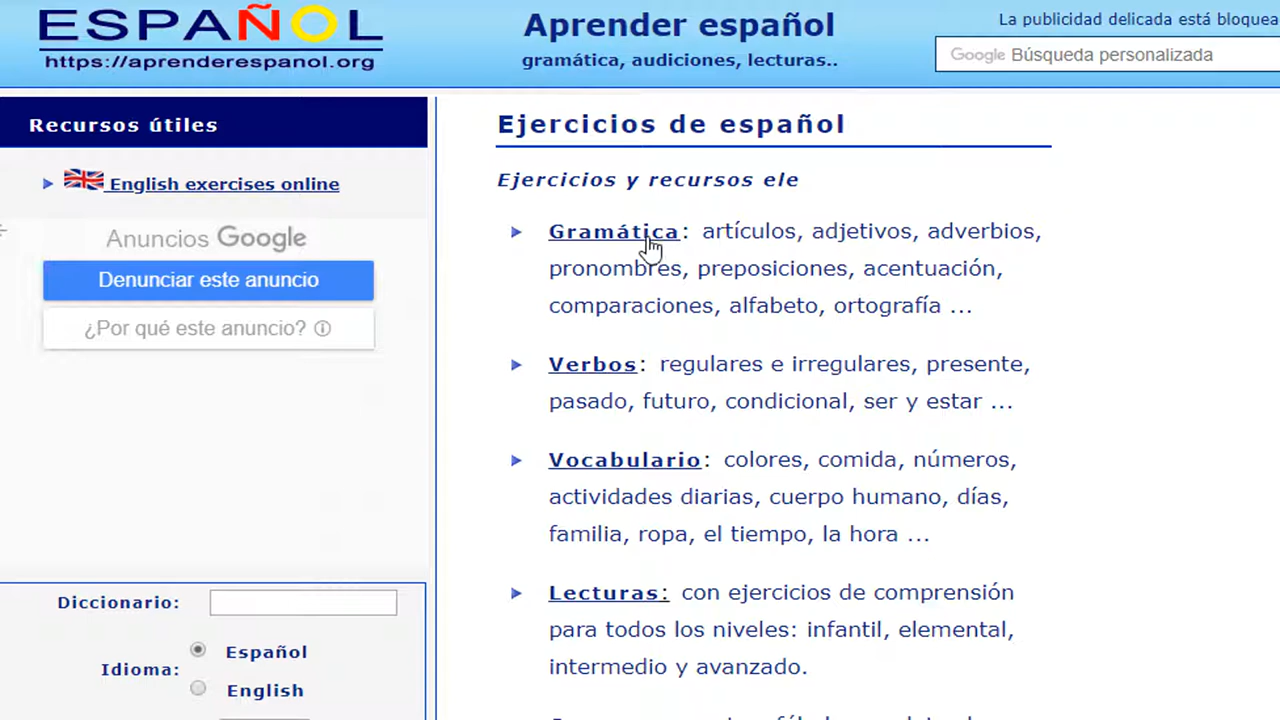 ESPAÑOL
https://aprenderespanol.org
Aprender español
gramática, audiciones, lecturas..
La publicidad delicada está bloquea
Google Búsqueda personalizada
Recursos útiles
English exercises online
Anuncios Google
Denunciar este anuncio
¿Por qué este anuncio?
Diccionario:
Idioma:
Español
English
Ejercicios de español
Ejercicios y recursos ele
Gramática: artículos, adjetivos, adverbios,
pronombres, preposiciones, acentuación,
comparaciones, alfabeto, ortografía ...
Verbos: regulares e irregulares, presente,
pasado, futuro, condicional, ser y estar ...
Vocabulario: colores, comida, números,
actividades diarias, cuerpo humano, días,
familia, ropa, el tiempo, la hora ...
Lecturas: con ejercicios de comprensión
para todos los niveles: infantil, elemental,
intermedio y avanzado.